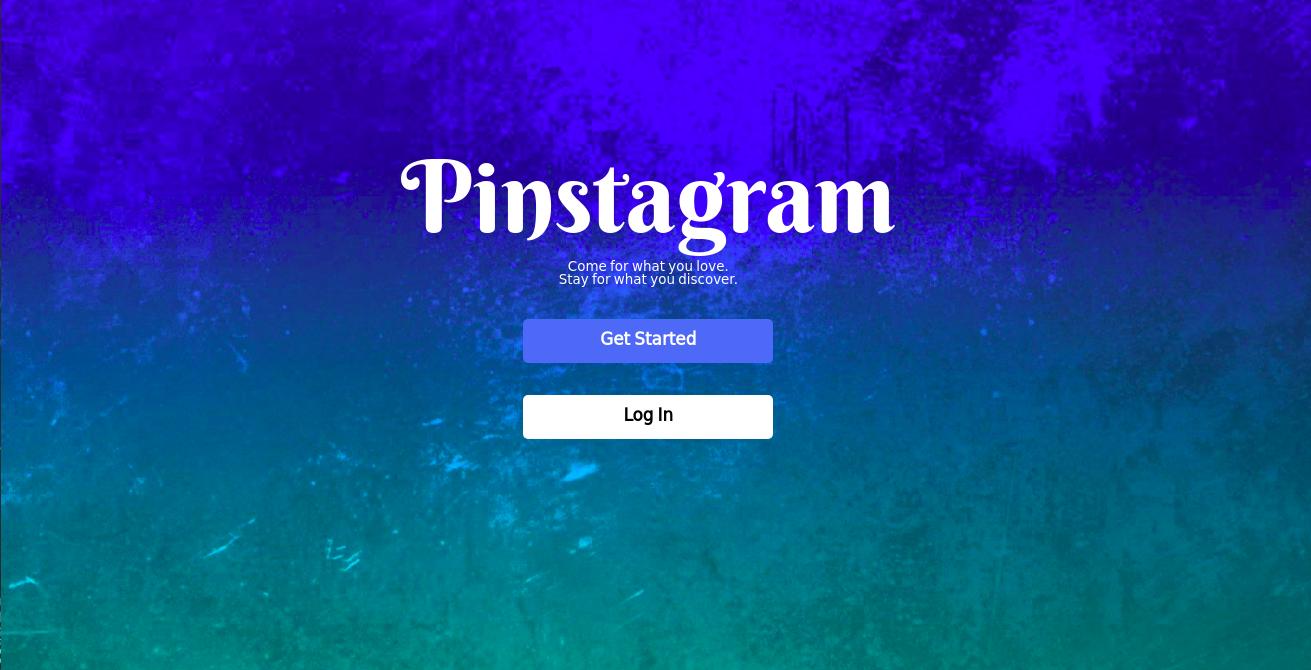 Pinstagram
Come for what you love.
Stay for what you discover.
Get Started
Log In